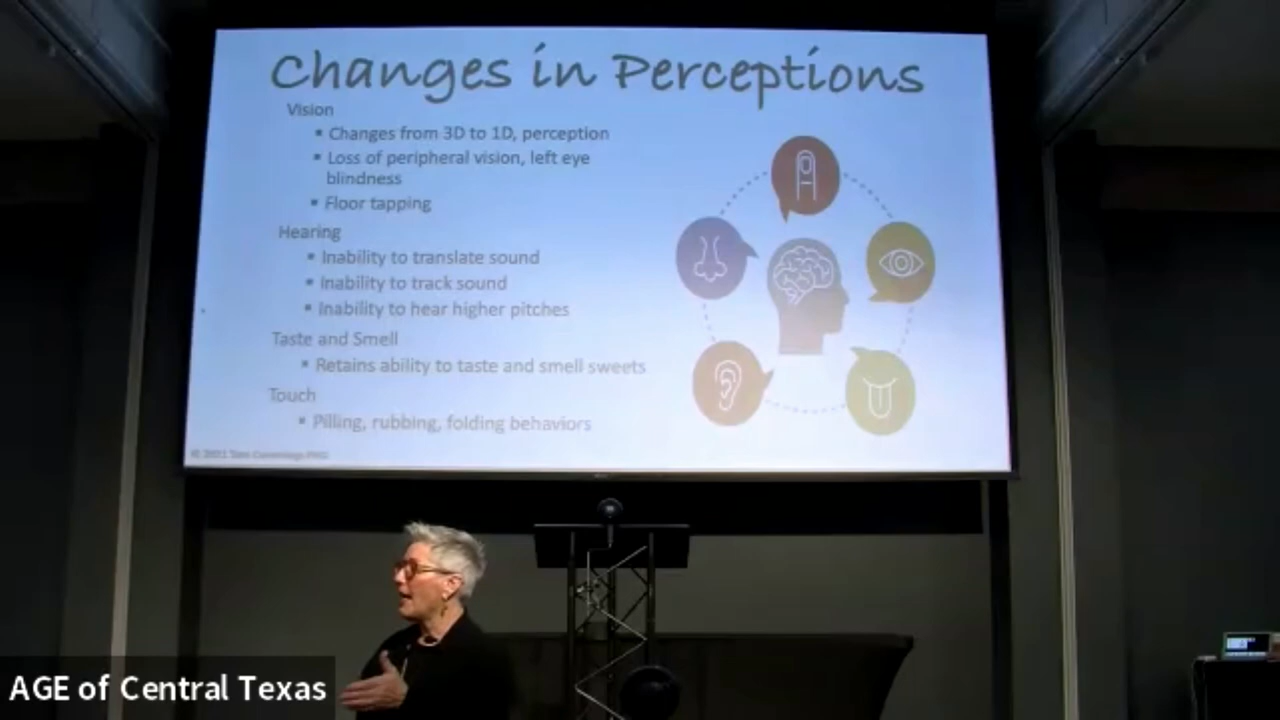 Changes in Perceptions
Vision
▪ Changes from 3D to 1D, perception
▪ Loss of peripheral vision, left eye
blindness
▪ Floor tapping
Hearing
▪ Inability to translate sound
▪ Inability to track sound
▪ Inability to hear higher pitches
Taste and Smell
▪ Retains ability to taste and smell sweets
Touch
▪ Pilling, rubbing, folding behaviors
© 2021
AGE of Central Texas